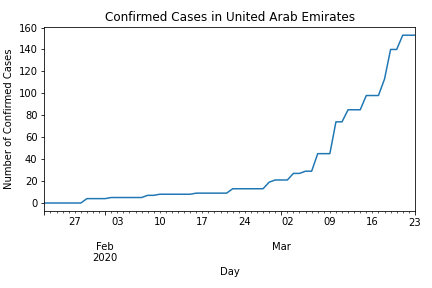 Confirmed Cases in United Arab Emirates
Number of Confirmed Cases
160
140
120
100
80
60
40
20
0
27 03 10 17 24 02 09 16 23
Feb Mar
2020
Day